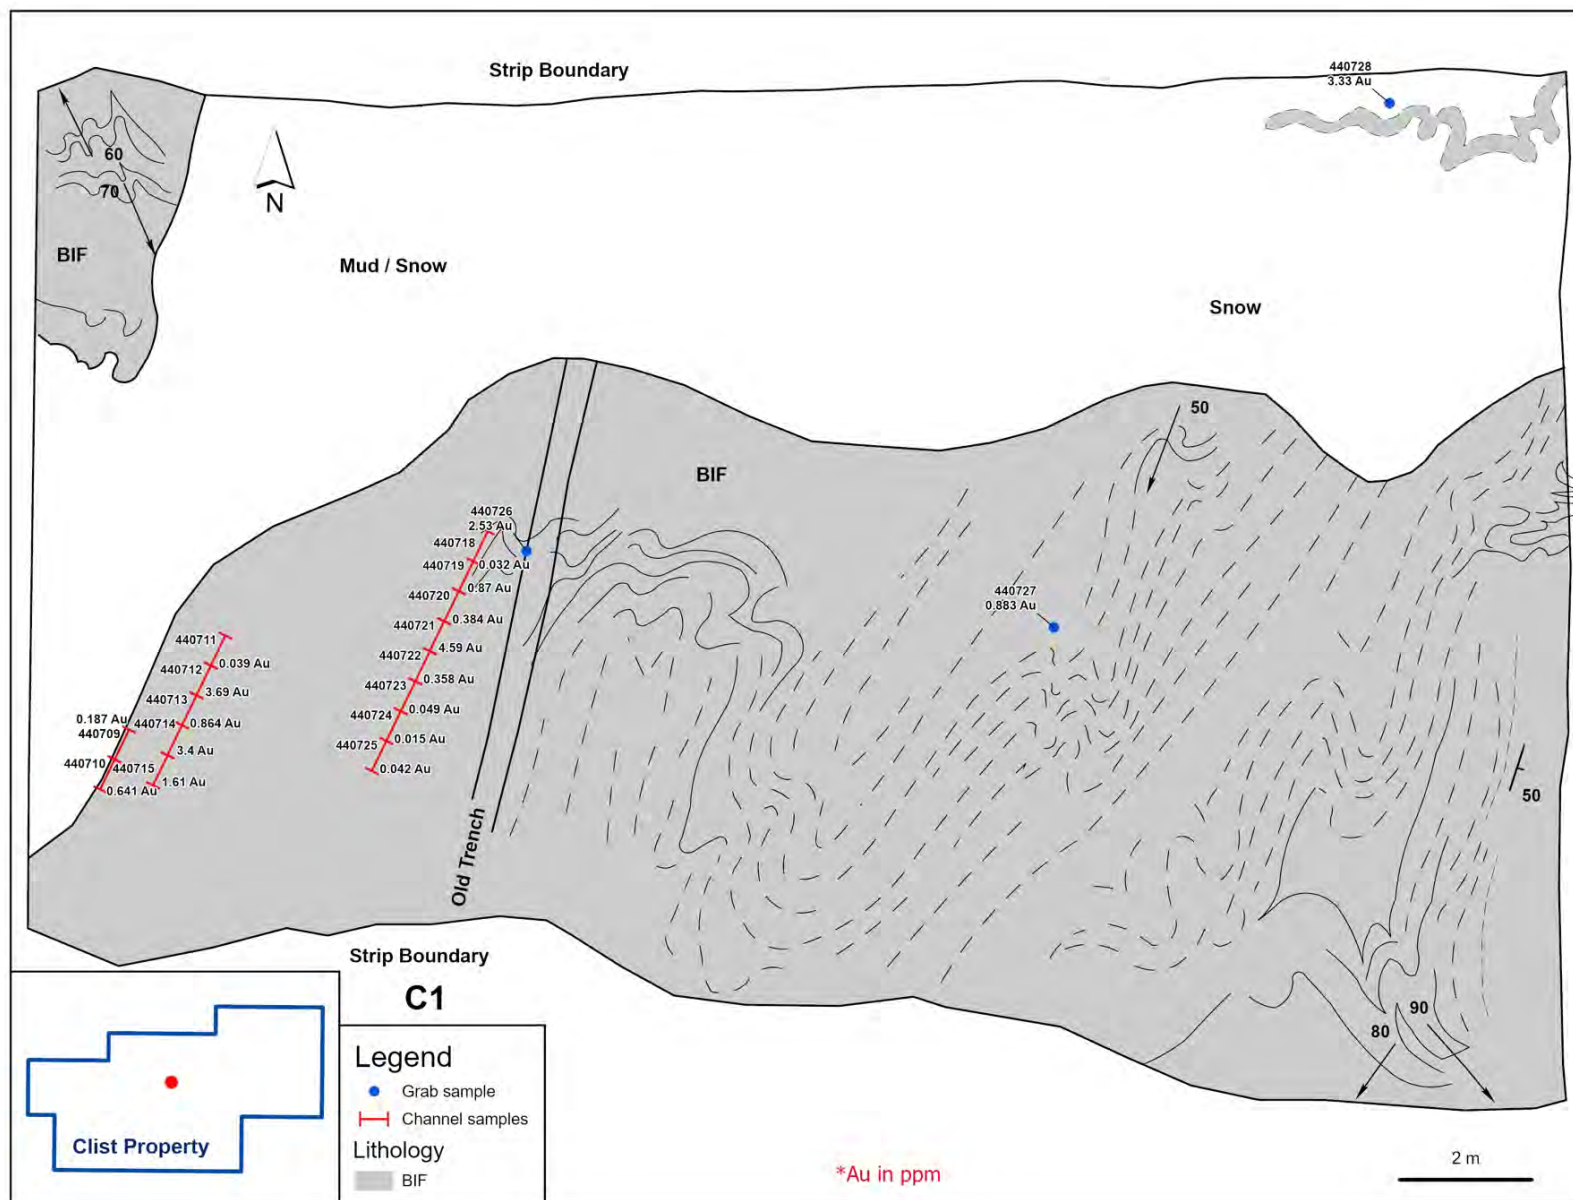 Strip Boundary
440728
3.33 Au
60
70
BIF
N
Mud / Snow
Snow
50
BIF
440726
2.53 Au
440718
440719
0.032 Au
440720
0.87 Au
440721
0.384 Au
440722
4.59 Au
440723
0.358 Au
440724
0.049 Au
440725
0.015 Au
0.042 Au
440727
0.883 Au
440711
440712
0.039 Au
440713
3.69 Au
440714
0.864 Au
0.187 Au
440709
440710
440715
3.4 Au
0.641 Au
1.61 Au
50
Old Trench
Strip Boundary
C1
90
80
Clist Property
Legend
Grab sample
Channel samples
Lithology
BIF
*Au in ppm
2 m